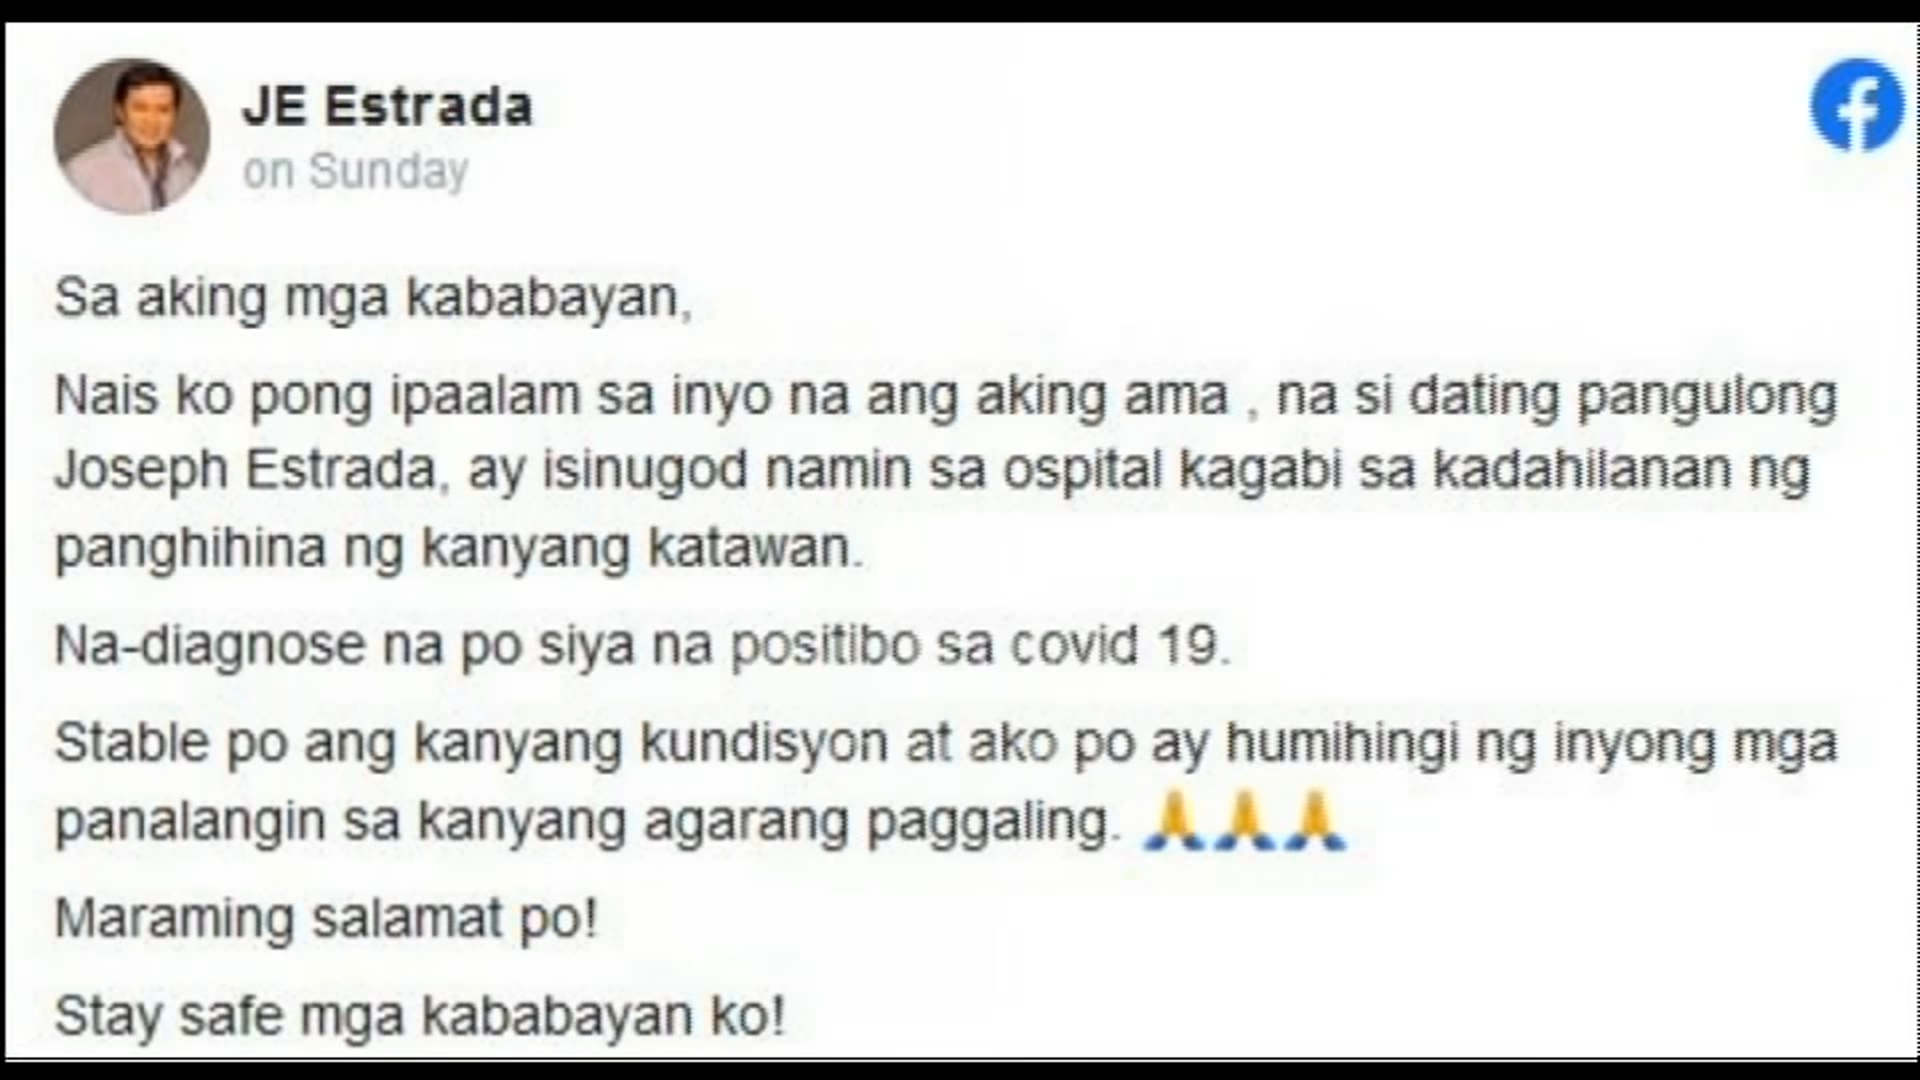 JE Estrada
on Sunday
Sa aking mga kababayan,
Nais ko pong ipaalam sa inyo na ang aking ama , na si dating pangulong
Joseph Estrada, ay isinugod namin sa ospital kagabi sa kadahilanan ng
panghihina ng kanyang katawan.
Na-diagnose na po siya na positibo sa covid 19.
Stable po ang kanyang kundisyon at ako po ay humihingi ng inyong mga
panalangin sa kanyang agarang paggaling. 🙏🙏🙏
Maraming salamat po!
Stay safe mga kababayan ko!